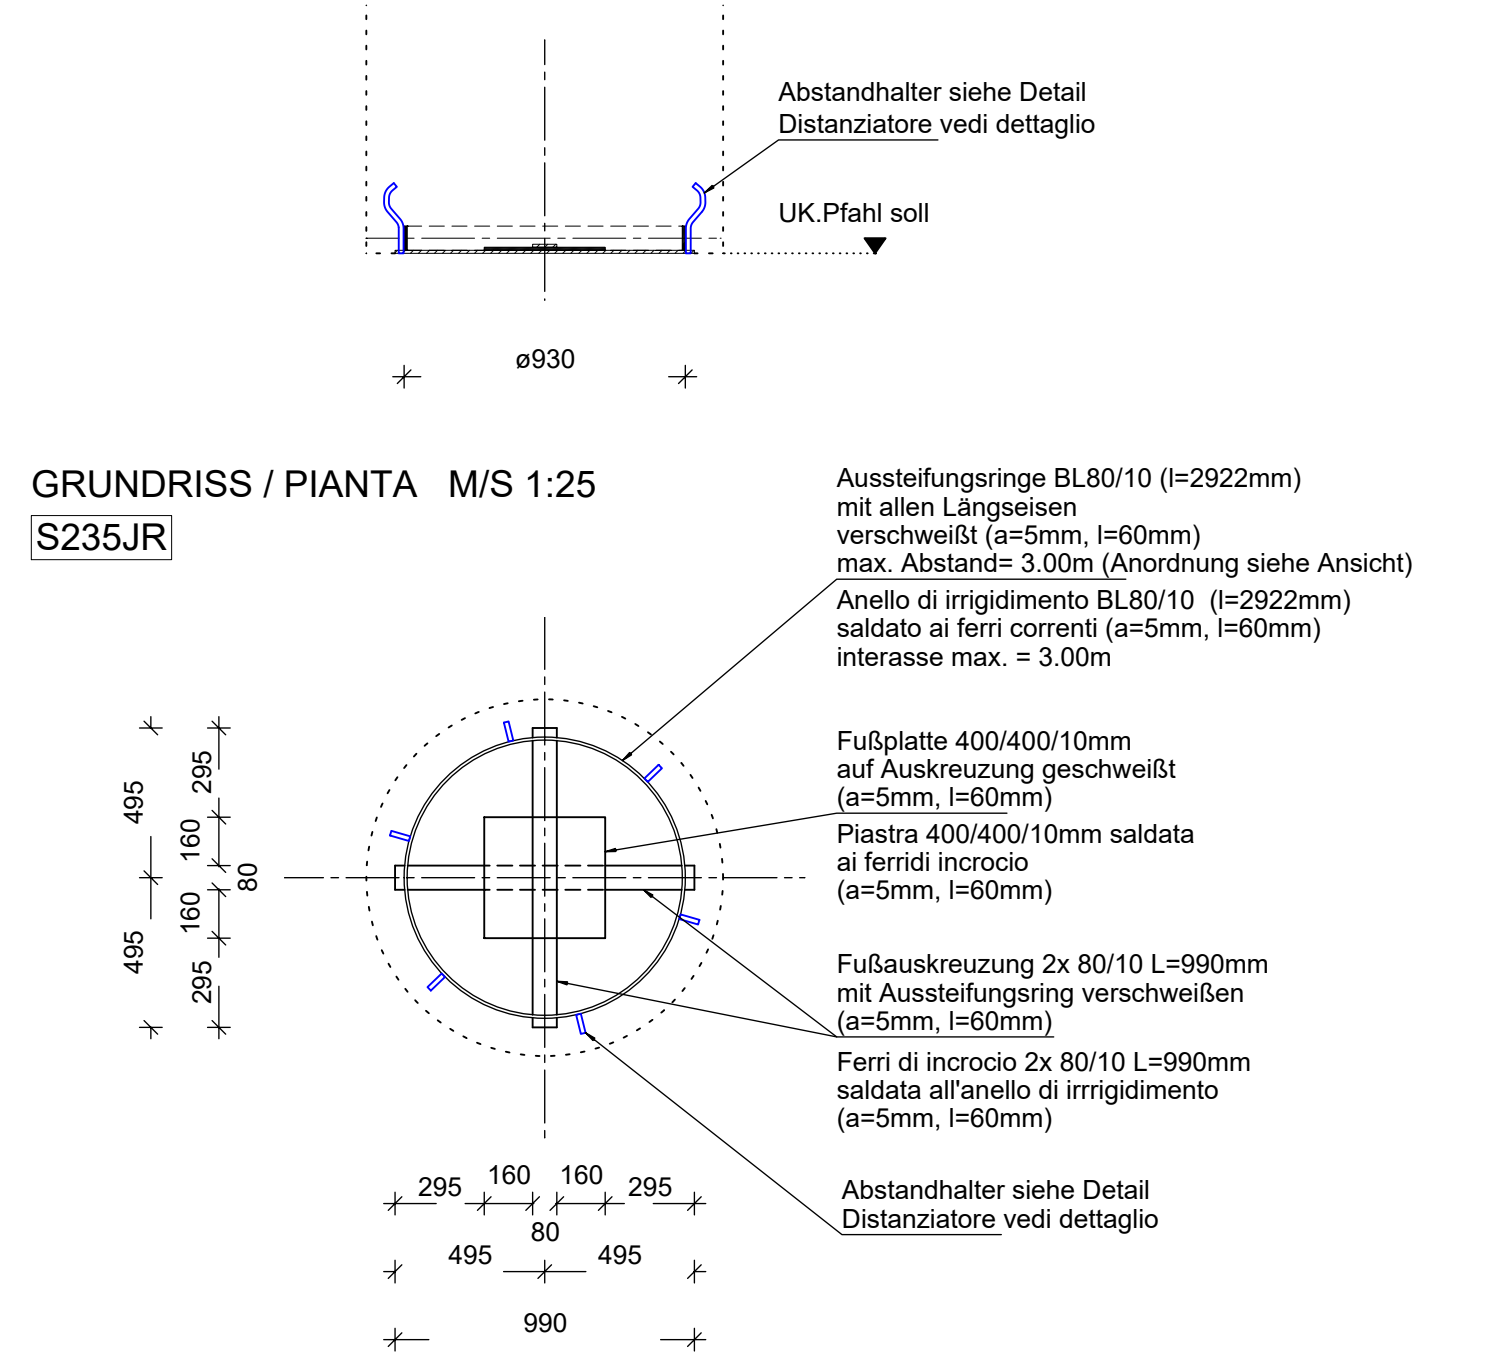 Abstandhalter siehe Detail
Distanziatore vedi dettaglio
UK.Pfahl soll
ø930
GRUNDRISS / PIANTA M/S 1:25
S235JR
Aussteifungsringe BL80/10 (l=2922mm)
mit allen Längseisen
verschweißt (a=5mm, l=60mm)
max. Abstand= 3.00m (Anordnung siehe Ansicht)
Anello di irrigidimento BL80/10 (l=2922mm)
saldato ai ferri correnti (a=5mm, l=60mm)
interasse max. = 3.00m
Fußplatte 400/400/10mm
auf Auskreuzung geschweißt
(a=5mm, l=60mm)
Piastra 400/400/10mm saldata
ai ferridi incrocio
(a=5mm, l=60mm)
Fußauskreuzung 2x 80/10 L=990mm
mit Aussteifungsring verschweißen
(a=5mm, l=60mm)
Ferri di incrocio 2x 80/10 L=990mm
saldata all'anello di irrrigidimento
(a=5mm, l=60mm)
Abstandhalter siehe Detail
Distanziatore vedi dettaglio
495
495
295
160
80
160
295
295
160
160
295
80
495
495
990